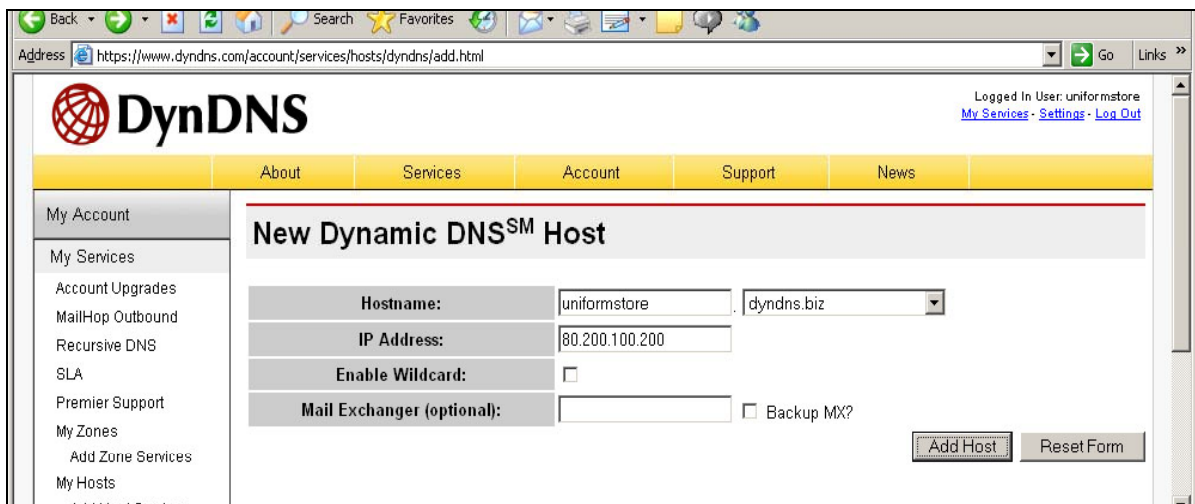 Back Search Favorites
Address https://www.dyndns.com/account/services/hosts/dyndns/add.html Go Links »
DynDNS
Logged In User: uniformstore
My Services - Settings - Log Out
About Services Account Support News
My Account
My Services
Account Upgrades
MailHop Outbound
Recursive DNS
SLA
Premier Support
My Zones
Add Zone Services
My Hosts
New Dynamic DNS℠ Host
Hostname: uniformstore . dyndns.biz
IP Address: 80.200.100.200
Enable Wildcard:
Mail Exchanger (optional): Backup MX?
Add Host Reset Form